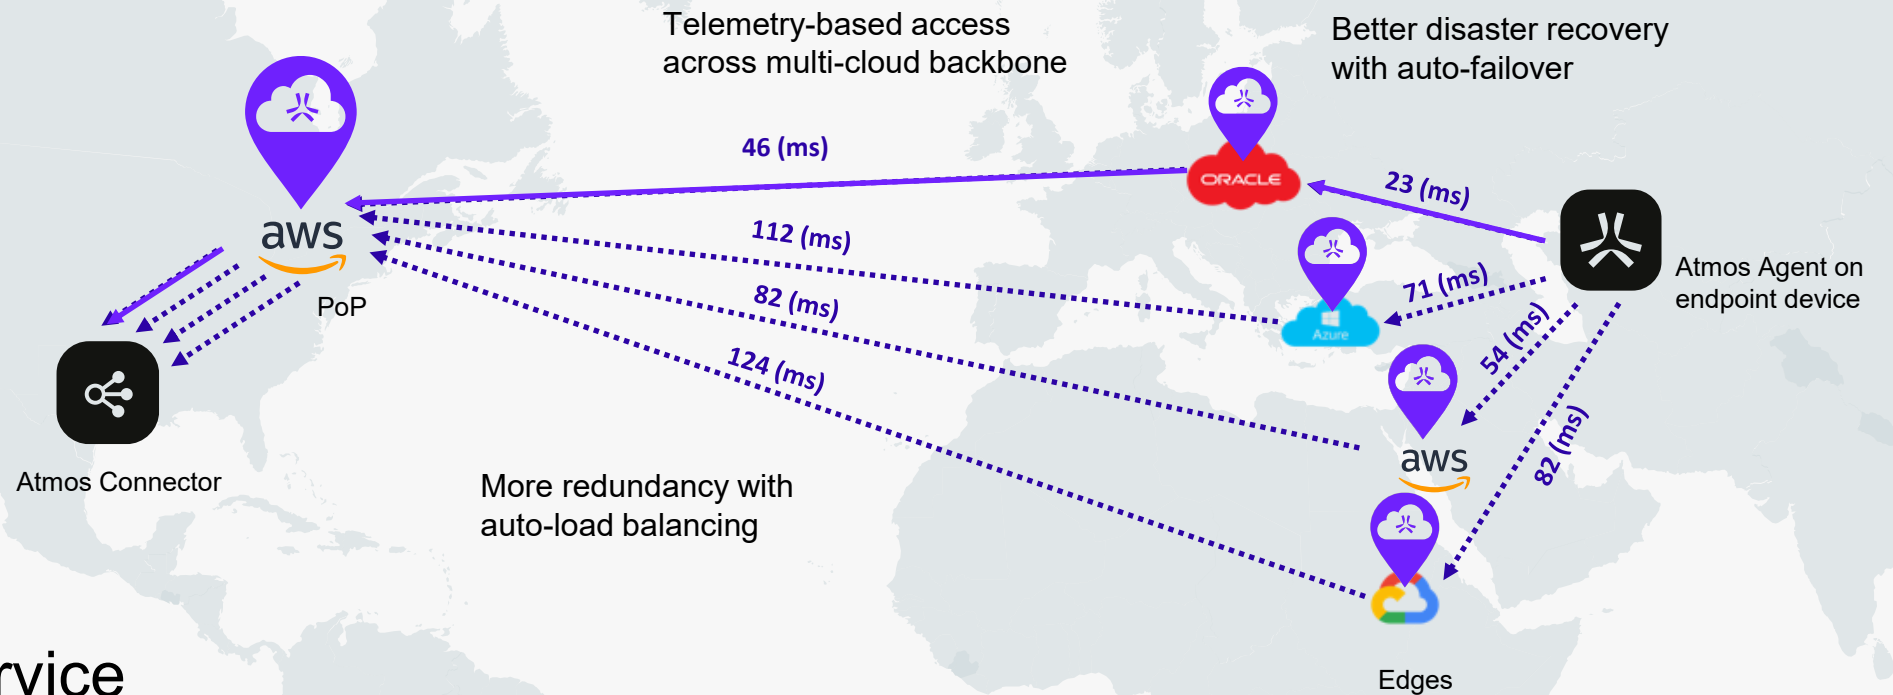 Telemetry-based access
across multi-cloud backbone
Better disaster recovery
with auto-failover
46 (ms)
ORACLE
23 (ms)
aws
PoP
112 (ms)
82 (ms)
124 (ms)
71 (ms)
Azure
54 (ms)
82 (ms)
Atmos Agent on
endpoint device
aws
Atmos Connector
More redundancy with
auto-load balancing
Edges